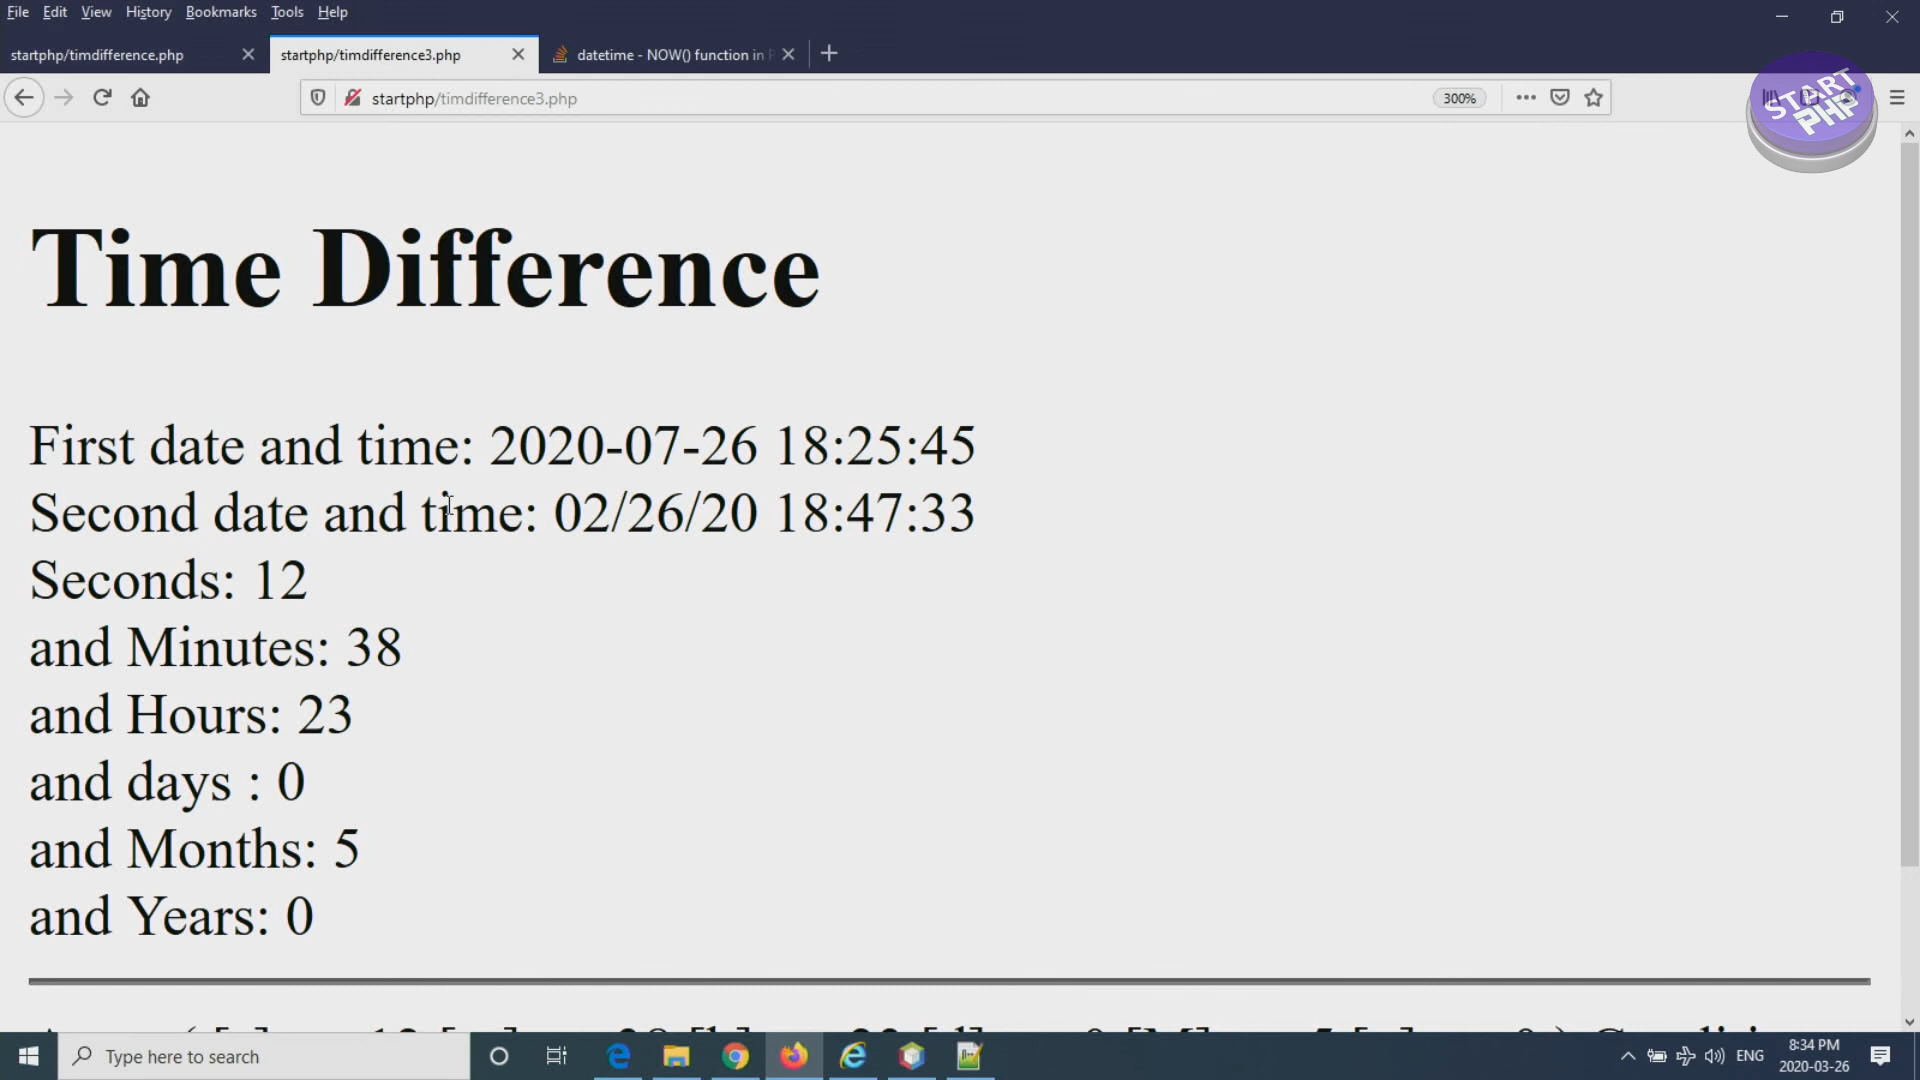 File Edit View History Bookmarks Tools Help
startphp/timdifference.php startphp/timdifference3.php datetime - NOW() function in
startphp/timdifference3.php 300%
START PHP
Time Difference
First date and time: 2020-07-26 18:25:45
Second date and time: 02/26/20 18:47:33
Seconds: 12
and Minutes: 38
and Hours: 23
and days : 0
and Months: 5
and Years: 0
Type here to search
ENG
8:34 PM
2020-03-26